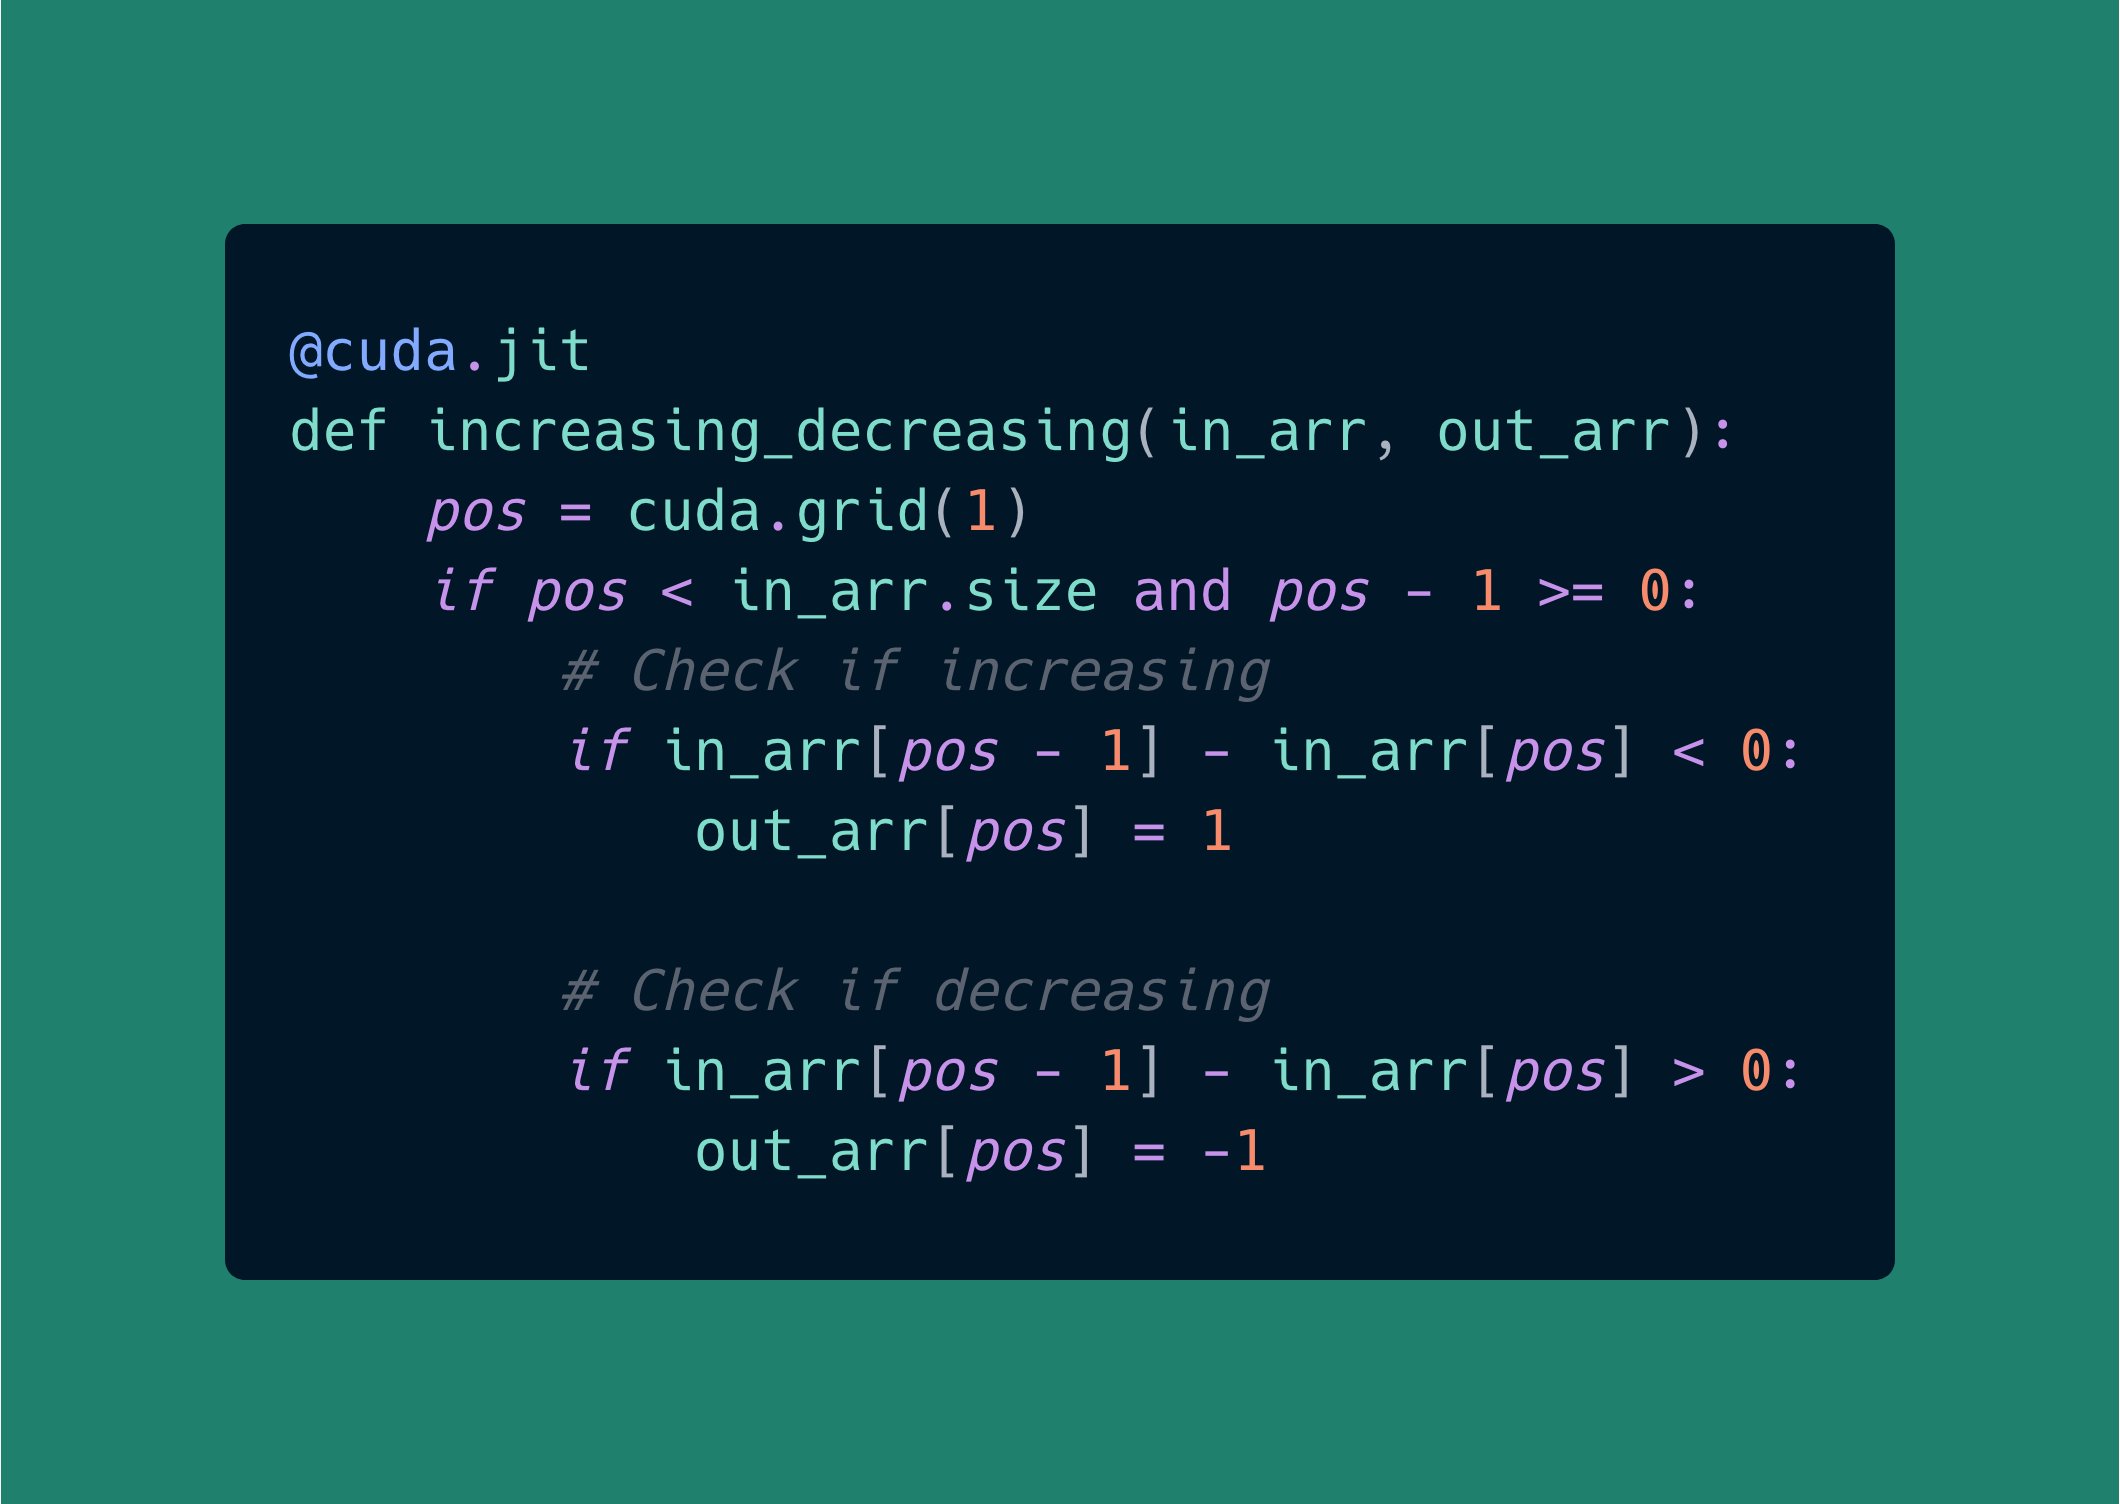 @cuda.jit
def increasing_decreasing(in_arr, out_arr):
    pos = cuda.grid(1)
    if pos < in_arr.size and pos - 1 >= 0:
        # Check if increasing
        if in_arr[pos - 1] - in_arr[pos] < 0:
            out_arr[pos] = 1

        # Check if decreasing
        if in_arr[pos - 1] - in_arr[pos] > 0:
            out_arr[pos] = -1